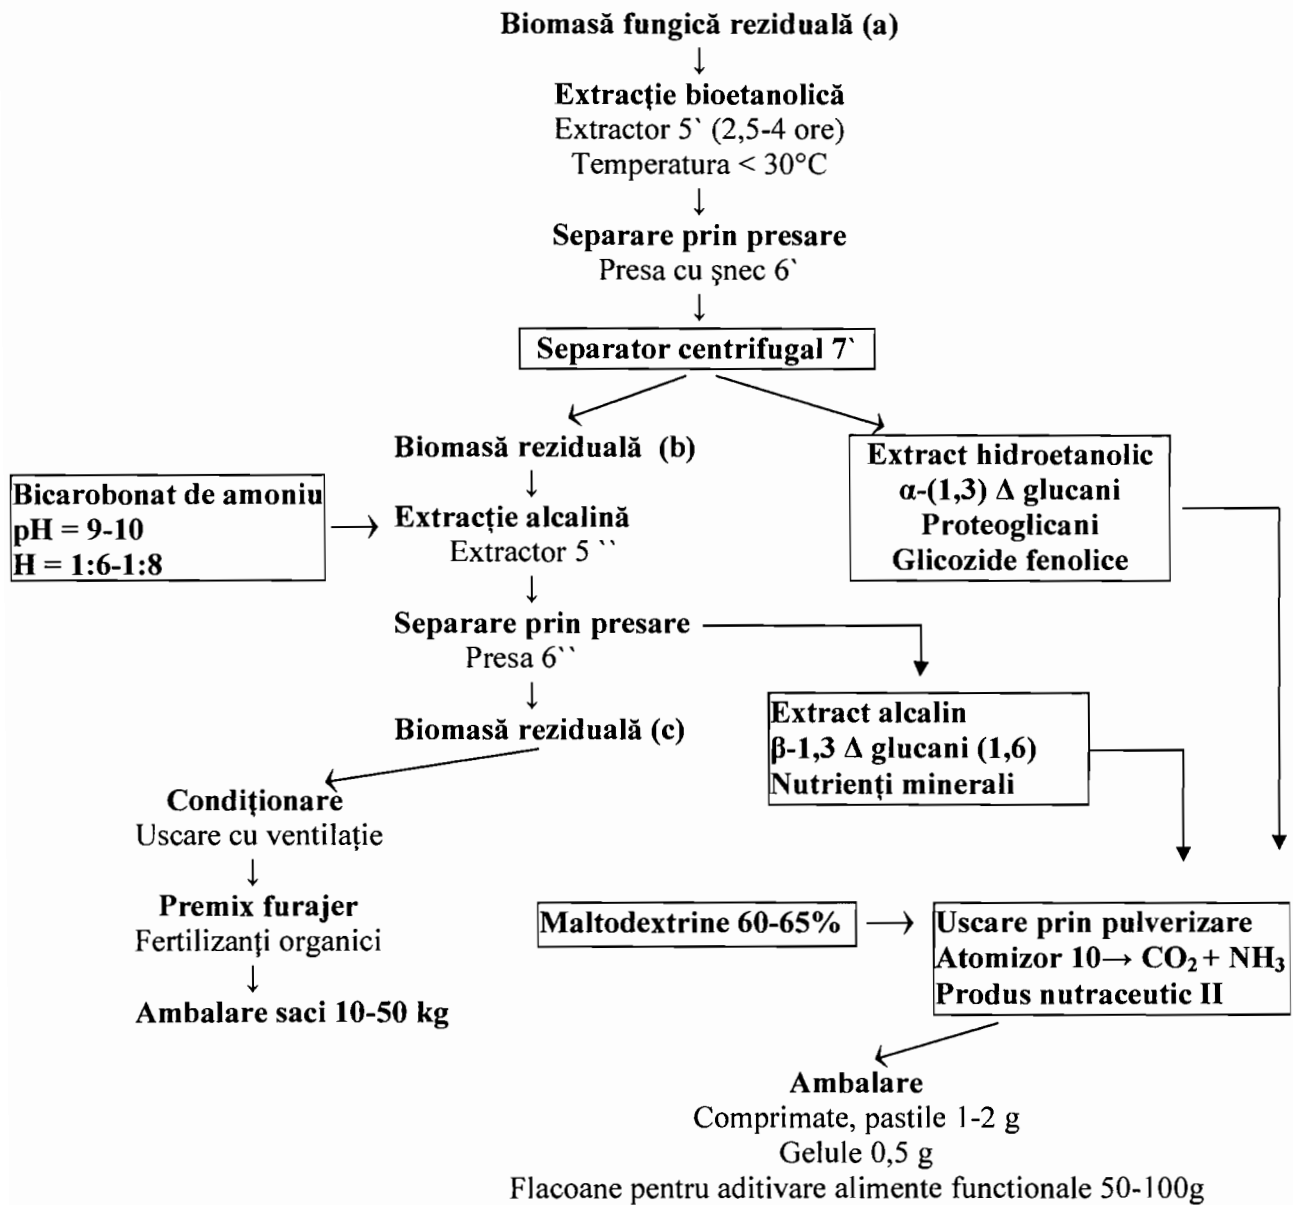 Biomasă fungică reziduală (a)
↓
Extracţie bioetanolică
Extractor 5` (2,5-4 ore)
Temperatura < 30°C
↓
Separare prin presare
Presa cu şnec 6`
↓
Separator centrifugal 7`
Biomasă reziduală (b)
↓
Extract hidroetanolic
α-(1,3) Δ glucani
Proteoglicani
Glicozide fenolice
Bicarobonat de amoniu
pH = 9-10
H = 1:6-1:8
→
Extracţie alcalină
Extractor 5 ``
↓
Separare prin presare
Presa 6``
↓
Biomasă reziduală (c)
Extract alcalin
β-1,3 Δ glucani (1,6)
Nutrienţi minerali
Condiţionare
Uscare cu ventilaţie
↓
Premix furajer
Fertilizanţi organici
↓
Ambalare saci 10-50 kg
Maltodextrine 60-65% →
Uscare prin pulverizare
Atomizor 10→ CO₂ + NH₃
Produs nutraceutic II
Ambalare
Comprimate, pastile 1-2 g
Gelule 0,5 g
Flacoane pentru aditivare alimente functionale 50-100g